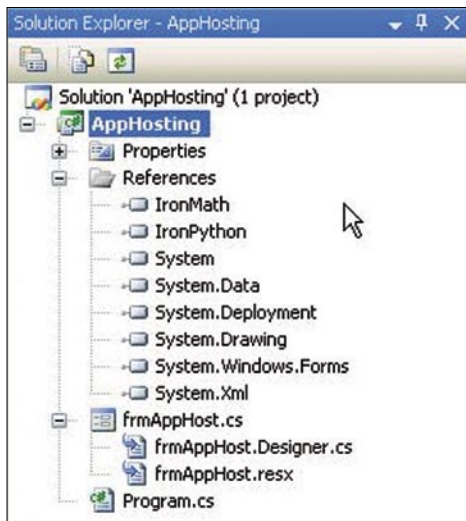 Solution Explorer - AppHosting
Solution 'AppHosting' (1 project)
AppHosting
Properties
References
IronMath
IronPython
System
System.Data
System.Deployment
System.Drawing
System.Windows.Forms
System.Xml
frmAppHost.cs
frmAppHost.Designer.cs
frmAppHost.resx
Program.cs